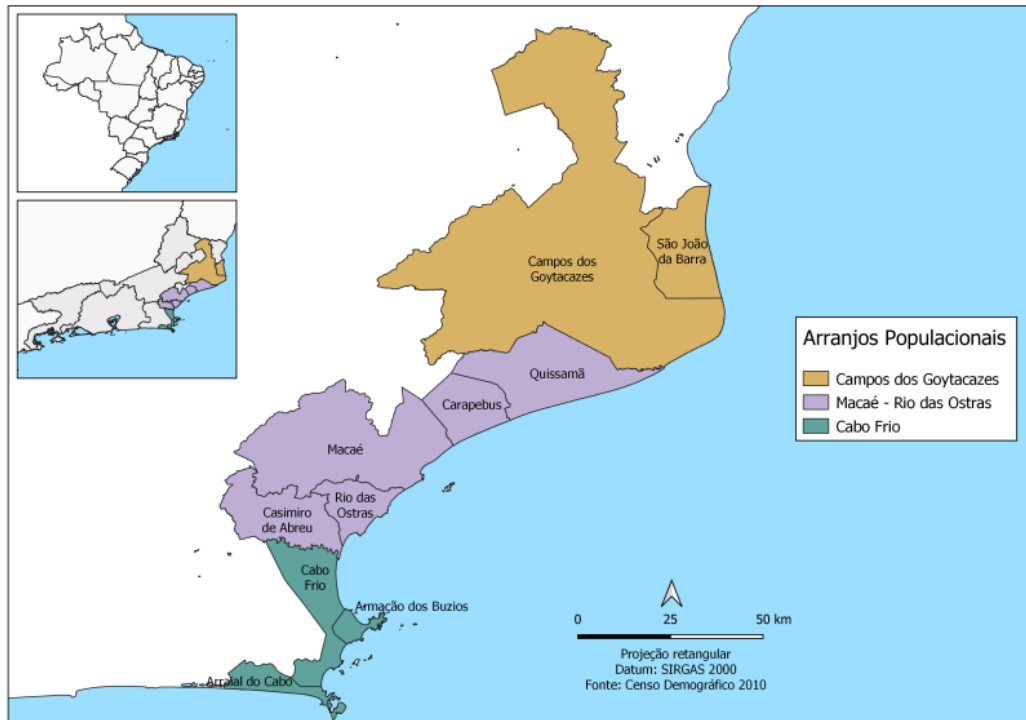 São João
da Barra
Campos dos
Goytacazes
Quissamã
Carapebus
Macaé
Rio das
Ostras
Casimiro
de Abreu
Cabo
Frio
Armação dos Buzios
Arraial do Cabo
Arranjos Populacionais
Campos dos Goytacazes
Macaé - Rio das Ostras
Cabo Frio
0 25 50 km
Projeção retangular
Datum: SIRGAS 2000
Fonte: Censo Demográfico 2010